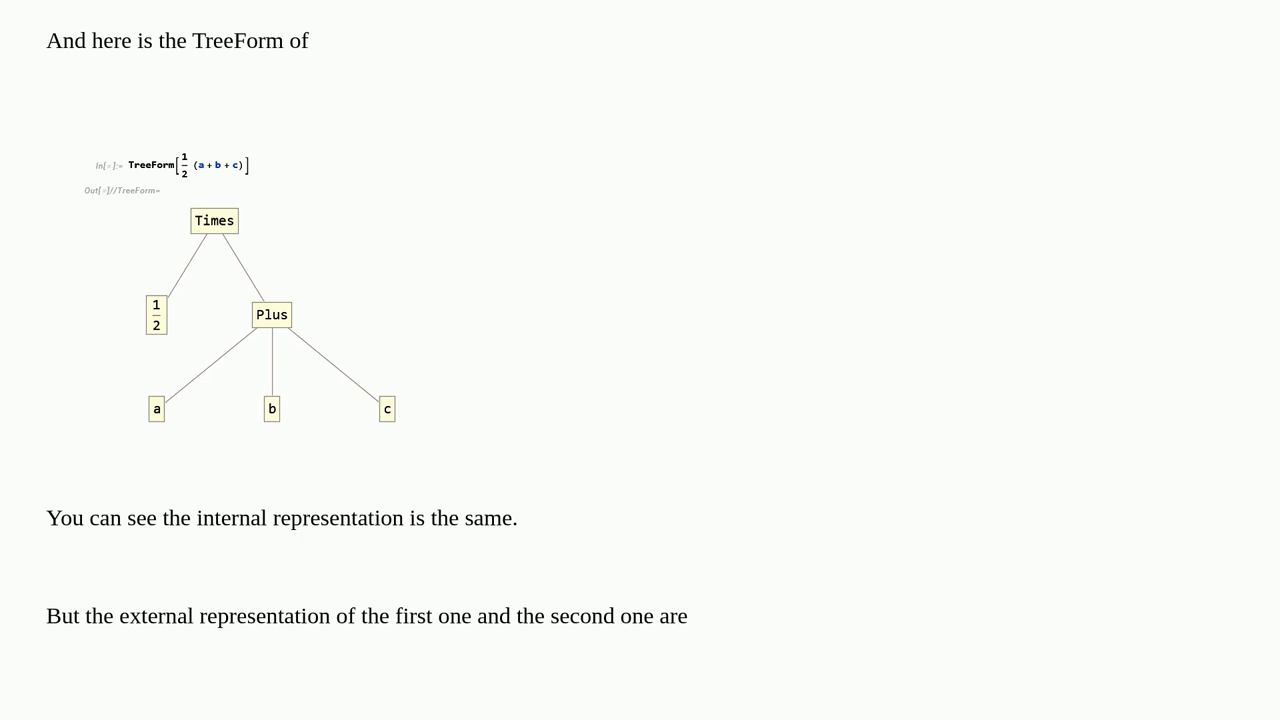 And here is the TreeForm of
In[∘]:= TreeForm[1/2 (a + b + c)]
Out[∘]//TreeForm=
Times
1/2 Plus
a b c
You can see the internal representation is the same.
But the external representation of the first one and the second one are